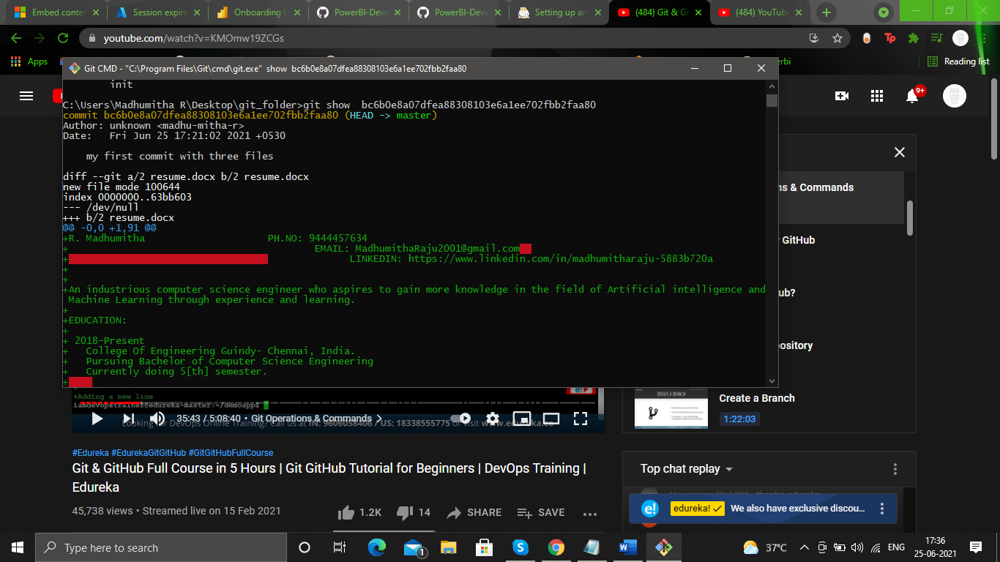 Embed conter
Session expire
Onboarding E
PowerBI-Deve
PowerBI-Deve
Setting up an
(484) Git & G
(484) YouTube
youtube.com/watch?v=KMOmw19ZCGs
Tp
Apps
erbi
Reading list
Git CMD - "C:\Program Files\Git\cmd\git.exe" show bc6b0e8a07dfea88308103e6a1ee702fbb2faa80
init
C:\Users\Madhumitha R\Desktop\git_folder>git show  bc6b0e8a07dfea88308103e6a1ee702fbb2faa80
commit bc6b0e8a07dfea88308103e6a1ee702fbb2faa80 (HEAD -> master)
Author: unknown <madhu-mitha-r>
Date:   Fri Jun 25 17:21:02 2021 +0530
my first commit with three files
diff --git a/2 resume.docx b/2 resume.docx
new file mode 100644
index 0000000..63bb603
--- /dev/null
+++ b/2 resume.docx
@@ -0,0 +1,91 @@
+R. Madhumitha PH.NO: 9444457634
+ EMAIL: MadhumithaRaju2001@gmail.com
+ LINKEDIN: https://www.linkedin.com/in/madhumitharaju-5883b720a
+
+
+An industrious computer science engineer who aspires to gain more knowledge in the field of Artificial intelligence and
Machine Learning through experience and learning.
+
+EDUCATION:
+
+ 2018-Present
+   College Of Engineering Guindy- Chennai, India.
+   Pursuing Bachelor of Computer Science Engineering
+   Currently doing 5[th] semester.
+
9+
ns & Commands
GitHub
ub?
pository
CREATE A BRANCH
Create a Branch
1:22:03
+Adding a new line
iamdevopstrainer@edureka-master:~/demoapp$
Looking for DevOps Online Training? Call us at IN: 9606058406 / US: 18338555775 or visit www.edureka.co
35:43 / 5:08:40 • Git Operations & Commands
#Edureka #EdurekaGitGitHub #GitGitHubFullCourse
Git & GitHub Full Course in 5 Hours | Git GitHub Tutorial for Beginners | DevOps Training |
Edureka
45,738 views • Streamed live on 15 Feb 2021
1.2K
14
SHARE
SAVE
Top chat replay
e!
edureka!
We also have exclusive discou...
Type here to search
1
37°C
ENG
17:36
25-06-2021